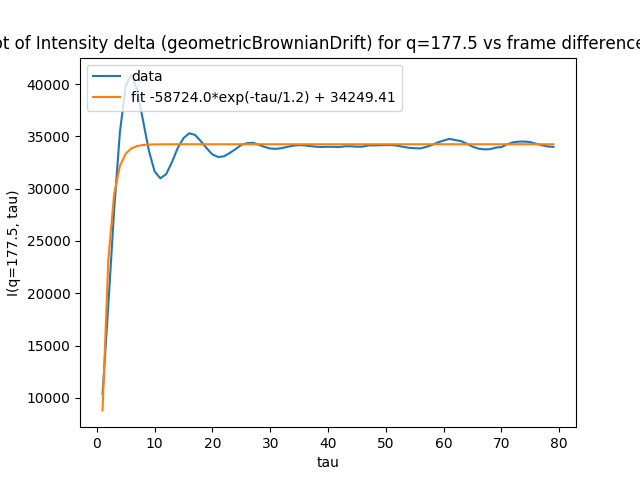 ot of Intensity delta (geometricBrownianDrift) for q=177.5 vs frame difference
data
fit -58724.0*exp(-tau/1.2) + 34249.41
40000
35000
30000
25000
20000
15000
10000
I(q=177.5, tau)
0 10 20 30 40 50 60 70 80
tau